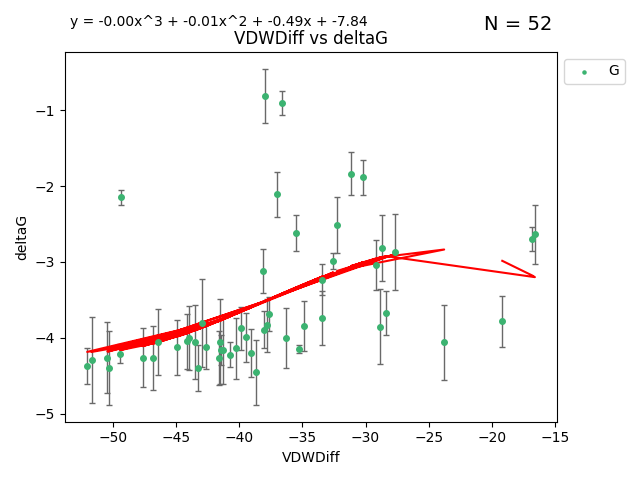 y = -0.00x^3 + -0.01x^2 + -0.49x + -7.84
N = 52
VDWDiff vs deltaG
G
−1
−2
−3
−4
−5
deltaG
−50
−45
−40
−35
−30
−25
−20
−15
VDWDiff